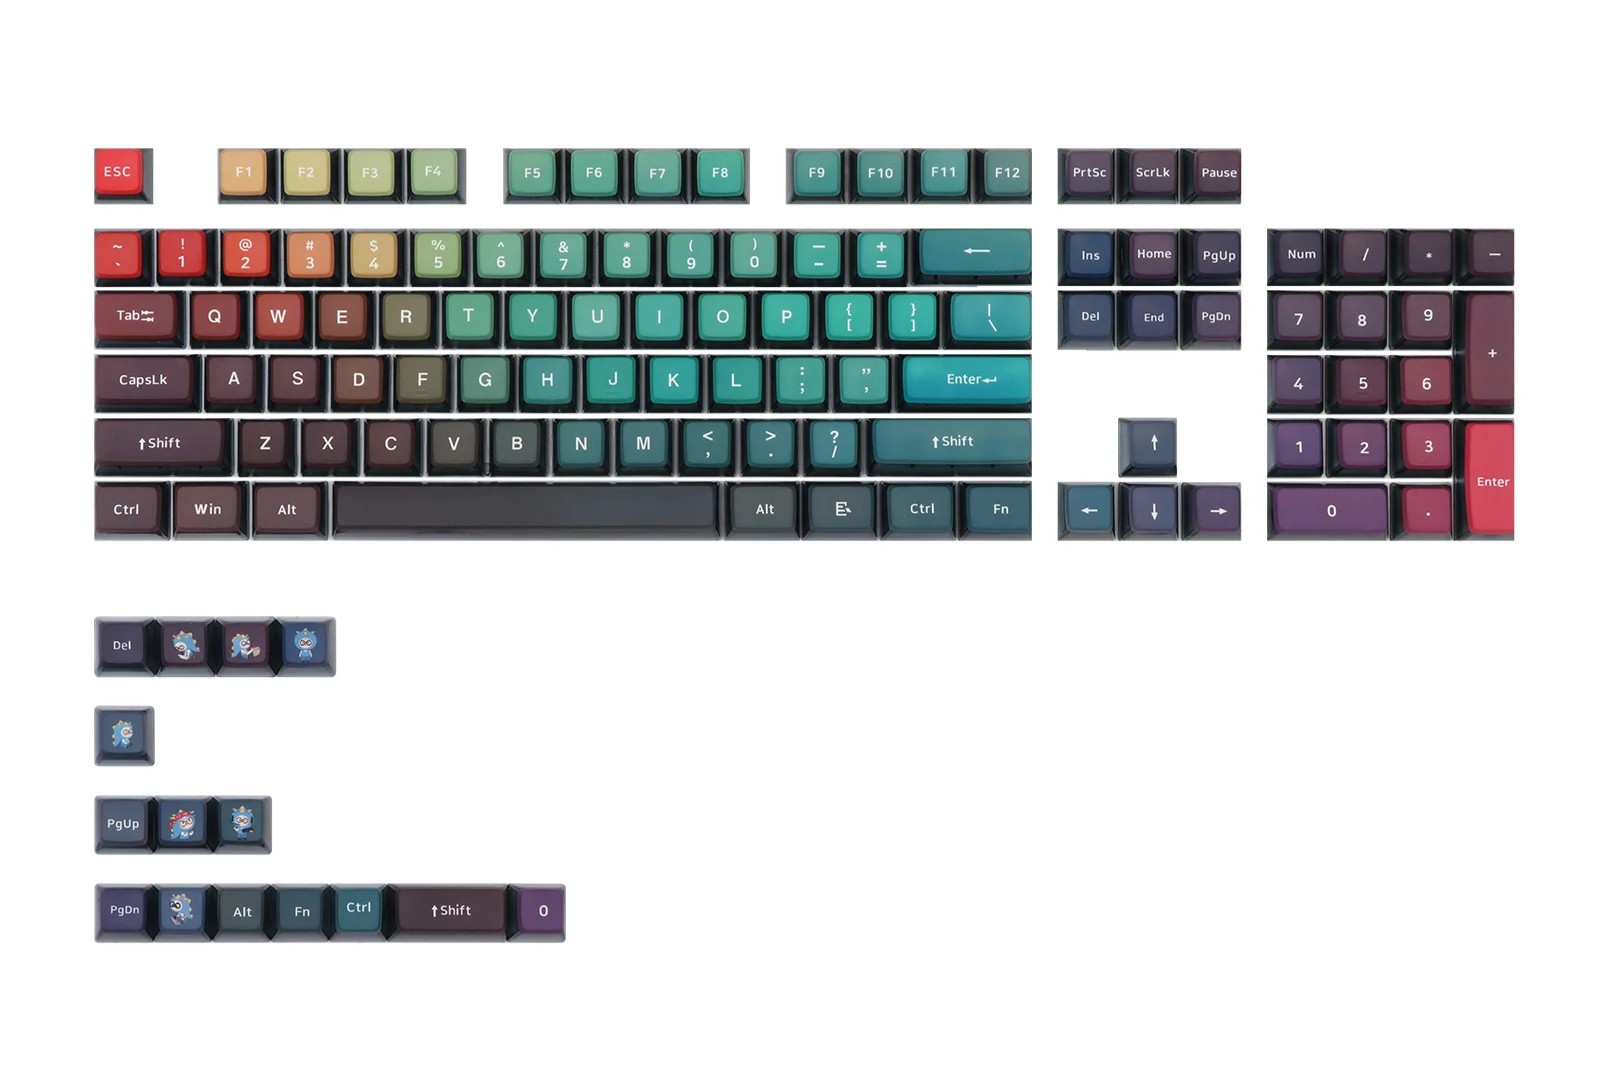 ESC F1 F2 F3 F4 F5 F6 F7 F8 F9 F10 F11 F12 PrtSc ScrLk Pause
~ ! @ # $ % ^ & * ( ) — +
` 1 2 3 4 5 6 7 8 9 0 - = ← Ins Home PgUp Num / * —
Tab Q W E R T Y U I O P { } |
[ ] \ Del End PgDn 7 8 9 +
CapsLk A S D F G H J K L : ” Enter 4 5 6
; ,
↑Shift Z X C V B N M < > ? ↑Shift ↑ 1 2 3 Enter
, . /
Ctrl Win Alt Alt Ctrl Fn ← ↓ → 0 .
Del
PgUp
PgDn Alt Fn Ctrl ↑Shift 0